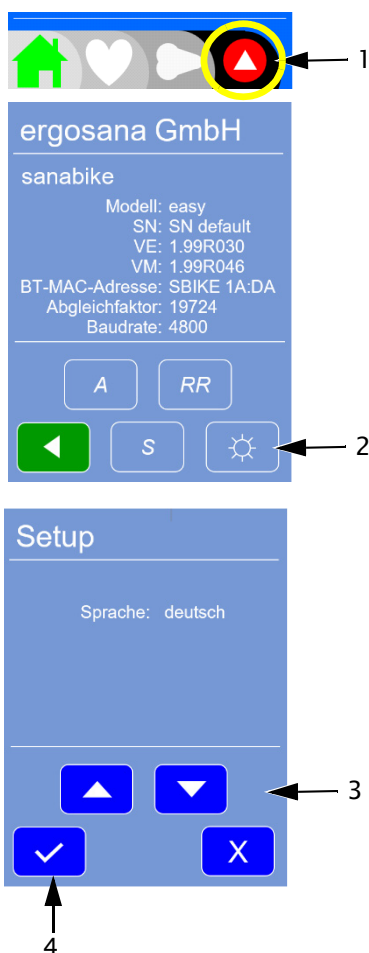 1
ergosana GmbH
sanabike
Modell: easy
SN: SN default
VE: 1.99R030
VM: 1.99R046
BT-MAC-Adresse: SBIKE 1A:DA
Abgleichfaktor: 19724
Baudrate: 4800
A RR
S 2
Setup
Sprache: deutsch
3
X
4